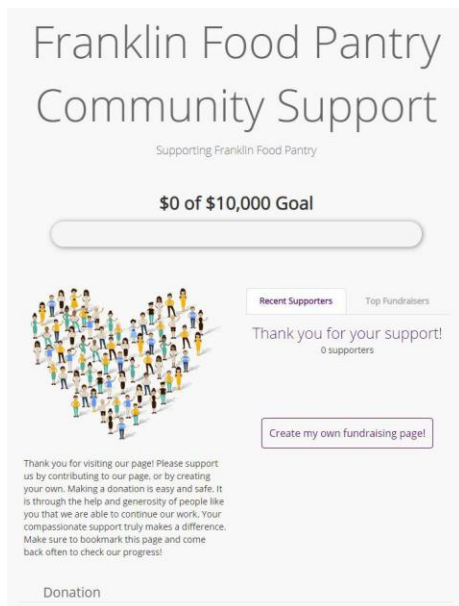 Franklin Food Pantry
Community Support
Supporting Franklin Food Pantry
$0 of $10,000 Goal
Recent Supporters
Top Fundraisers
Thank you for your support!
0 supporters
Create my own fundraising page!
Thank you for visiting our page! Please support
us by contributing to our page, or by creating
your own. Making a donation is easy and safe. It
is through the help and generosity of people like
you that we are able to continue our work. Your
compassionate support truly makes a difference.
Make sure to bookmark this page and come
back often to check our progress!
Donation